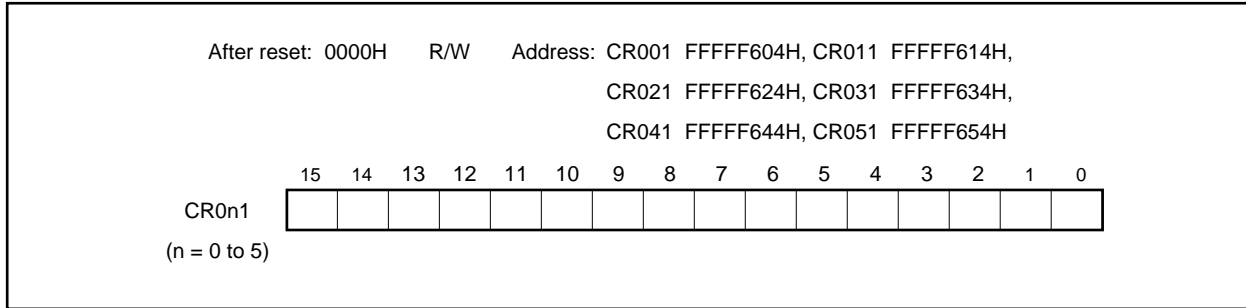 After reset: 0000H R/W Address: CR001 FFFFF604H, CR011 FFFFF614H,
CR021 FFFFF624H, CR031 FFFFF634H,
CR041 FFFFF644H, CR051 FFFFF654H
15 14 13 12 11 10 9 8 7 6 5 4 3 2 1 0
CR0n1
(n = 0 to 5)